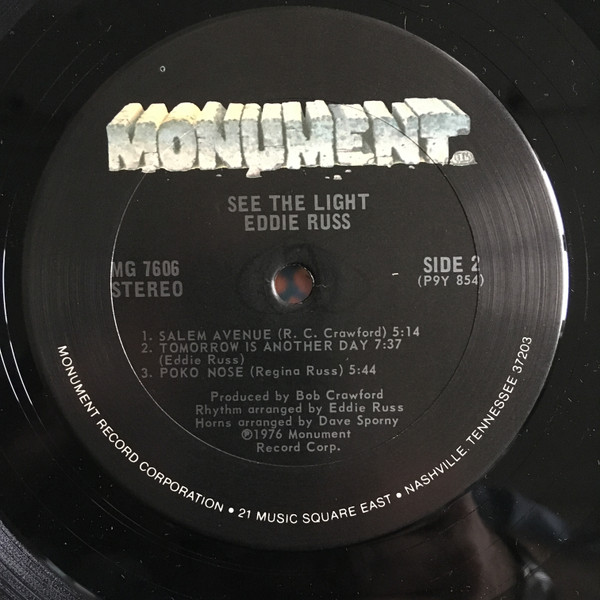 MONUMENT
SEE THE LIGHT
EDDIE RUSS
MG 7606
STEREO
SIDE 2
(P9Y 854)
1. SALEM AVENUE (R. C. Crawford) 5:14
2. TOMORROW IS ANOTHER DAY 7:37
(Eddie Russ)
3. POKO NOSE (Regina Russ) 5:44
Produced by Bob Crawford
Rhythm arranged by Eddie Russ
Horns arranged by Dave Sporny
℗1976 Monument
Record Corp.
MONUMENT RECORD CORPORATION • 21 MUSIC SQUARE EAST • NASHVILLE, TENNESSEE 37203